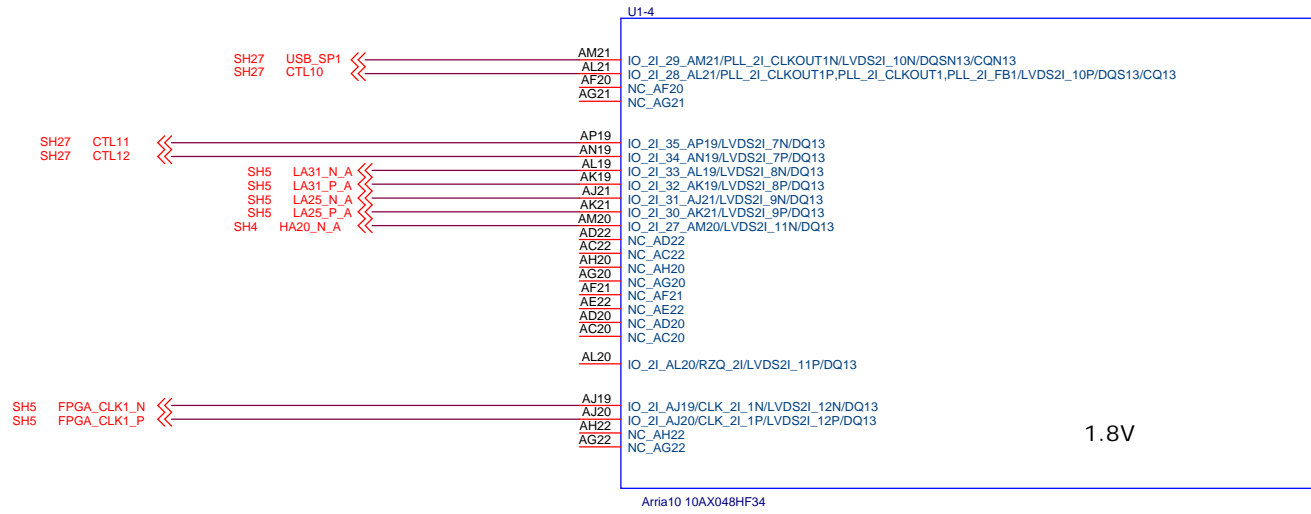 U1-4
SH27 USB_SP1 AM21 IO_2I_29_AM21/PLL_2I_CLKOUT1N/LVDS2I_10N/DQSN13/CQN13
SH27 CTL10 AL21 IO_2I_28_AL21/PLL_2I_CLKOUT1P,PLL_2I_CLKOUT1,PLL_2I_FB1/LVDS2I_10P/DQS13/CQ13
AF20 NC_AF20
AG21 NC_AG21
SH27 CTL11 AP19 IO_2I_35_AP19/LVDS2I_7N/DQ13
SH27 CTL12 AN19 IO_2I_34_AN19/LVDS2I_7P/DQ13
SH5 LA31_N_A AL19 IO_2I_33_AL19/LVDS2I_8N/DQ13
SH5 LA31_P_A AK19 IO_2I_32_AK19/LVDS2I_8P/DQ13
SH5 LA25_N_A AJ21 IO_2I_31_AJ21/LVDS2I_9N/DQ13
SH5 LA25_P_A AK21 IO_2I_30_AK21/LVDS2I_9P/DQ13
SH4 HA20_N_A AM20 IO_2I_27_AM20/LVDS2I_11N/DQ13
AD22 NC_AD22
AC22 NC_AC22
AH20 NC_AH20
AG20 NC_AG20
AF21 NC_AF21
AE22 NC_AE22
AD20 NC_AD20
AC20 NC_AC20
AL20 IO_2I_AL20/RZQ_2I/LVDS2I_11P/DQ13
SH5 FPGA_CLK1_N AJ19 IO_2I_AJ19/CLK_2I_1N/LVDS2I_12N/DQ13
SH5 FPGA_CLK1_P AJ20 IO_2I_AJ20/CLK_2I_1P/LVDS2I_12P/DQ13
AH22 NC_AH22
AG22 NC_AG22
1.8V
Arria10 10AX048HF34